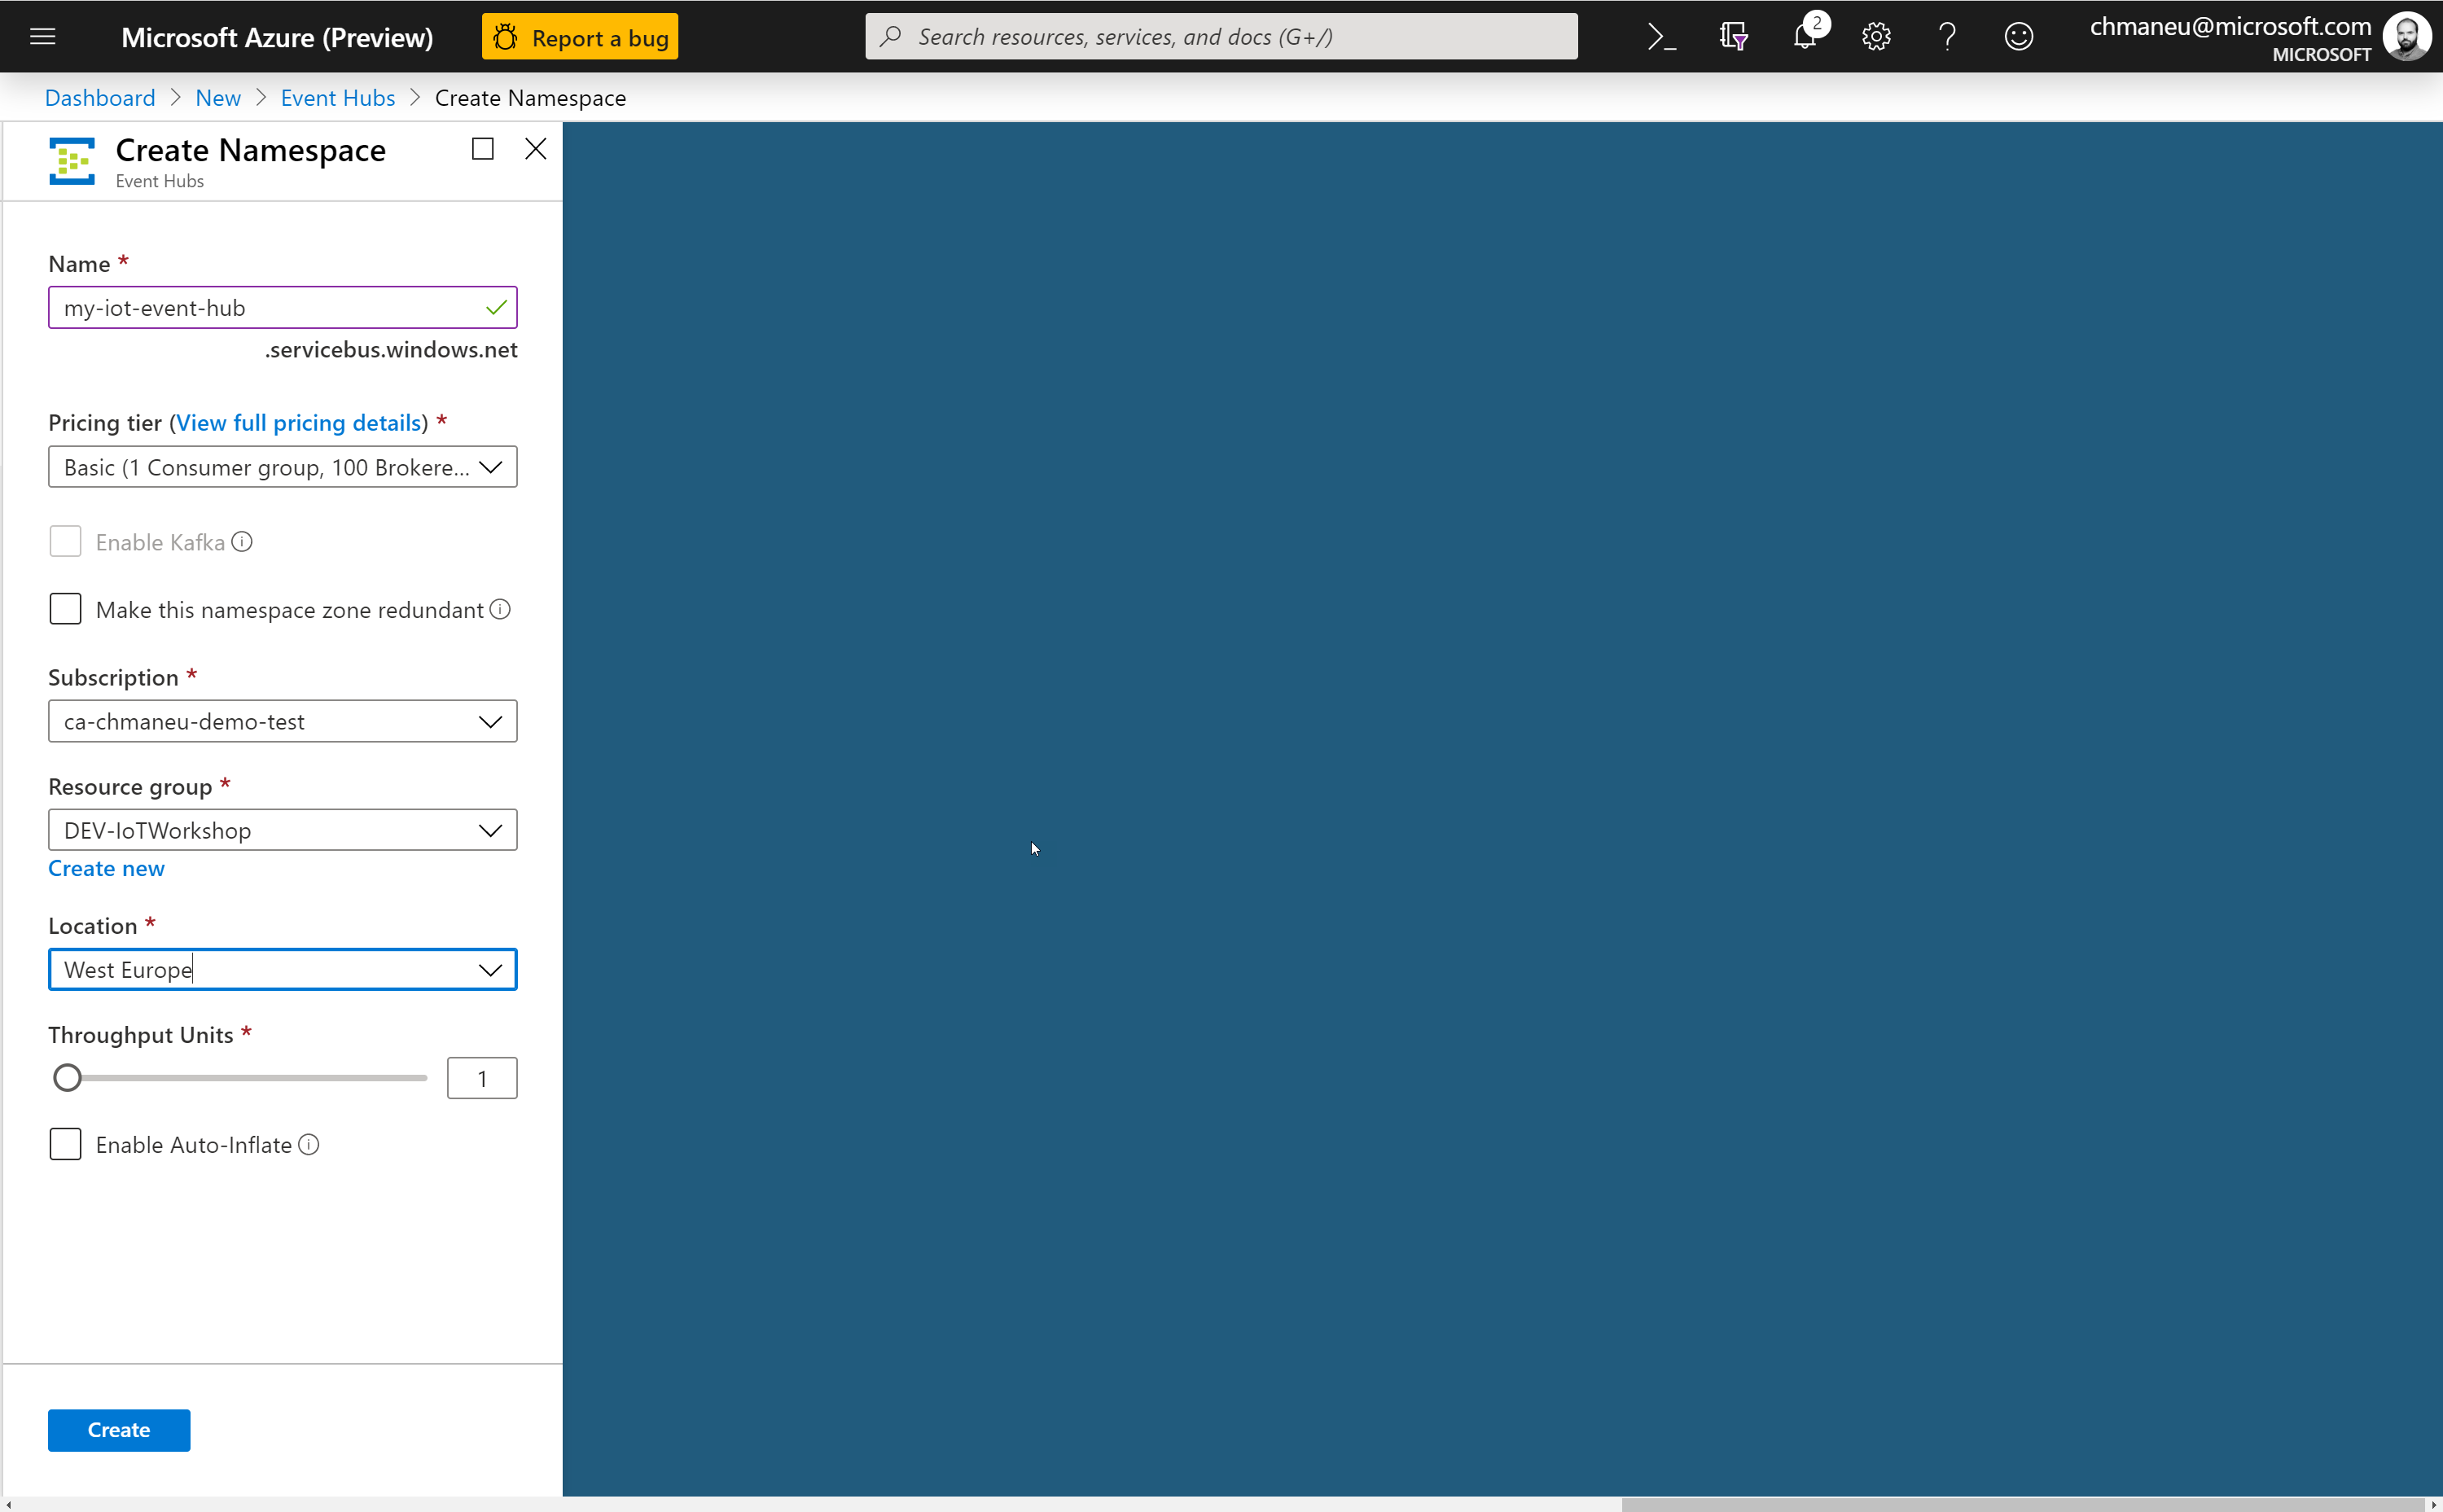 Microsoft Azure (Preview)
Report a bug
Search resources, services, and docs (G+/)
2
chmaneu@microsoft.com
MICROSOFT
Dashboard > New > Event Hubs > Create Namespace
Create Namespace
Event Hubs
Name *
my-iot-event-hub
.servicebus.windows.net
Pricing tier (View full pricing details) *
Basic (1 Consumer group, 100 Brokere...
Enable Kafka
Make this namespace zone redundant
Subscription *
ca-chmaneu-demo-test
Resource group *
DEV-IoTWorkshop
Create new
Location *
West Europe
Throughput Units *
1
Enable Auto-Inflate
Create